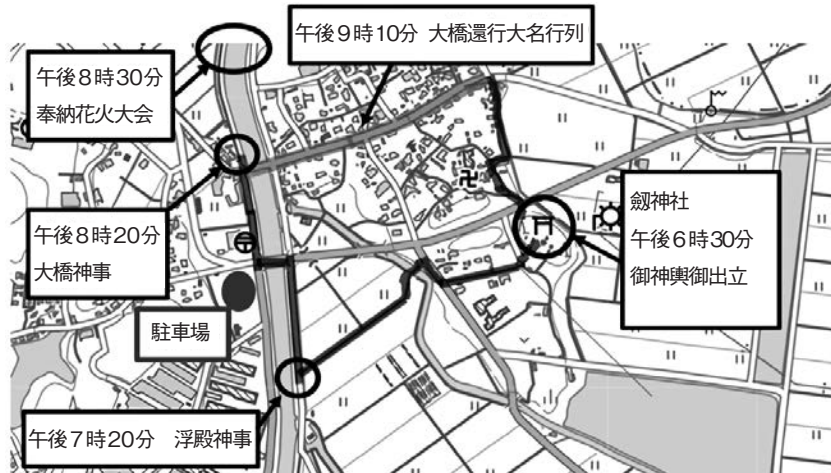 午後9時10分 大橋還行大名行列
午後8時30分
奉納花火大会
午後8時20分
大橋神事
劔神社
午後6時30分
御神輿御出立
駐車場
午後7時20分 浮殿神事